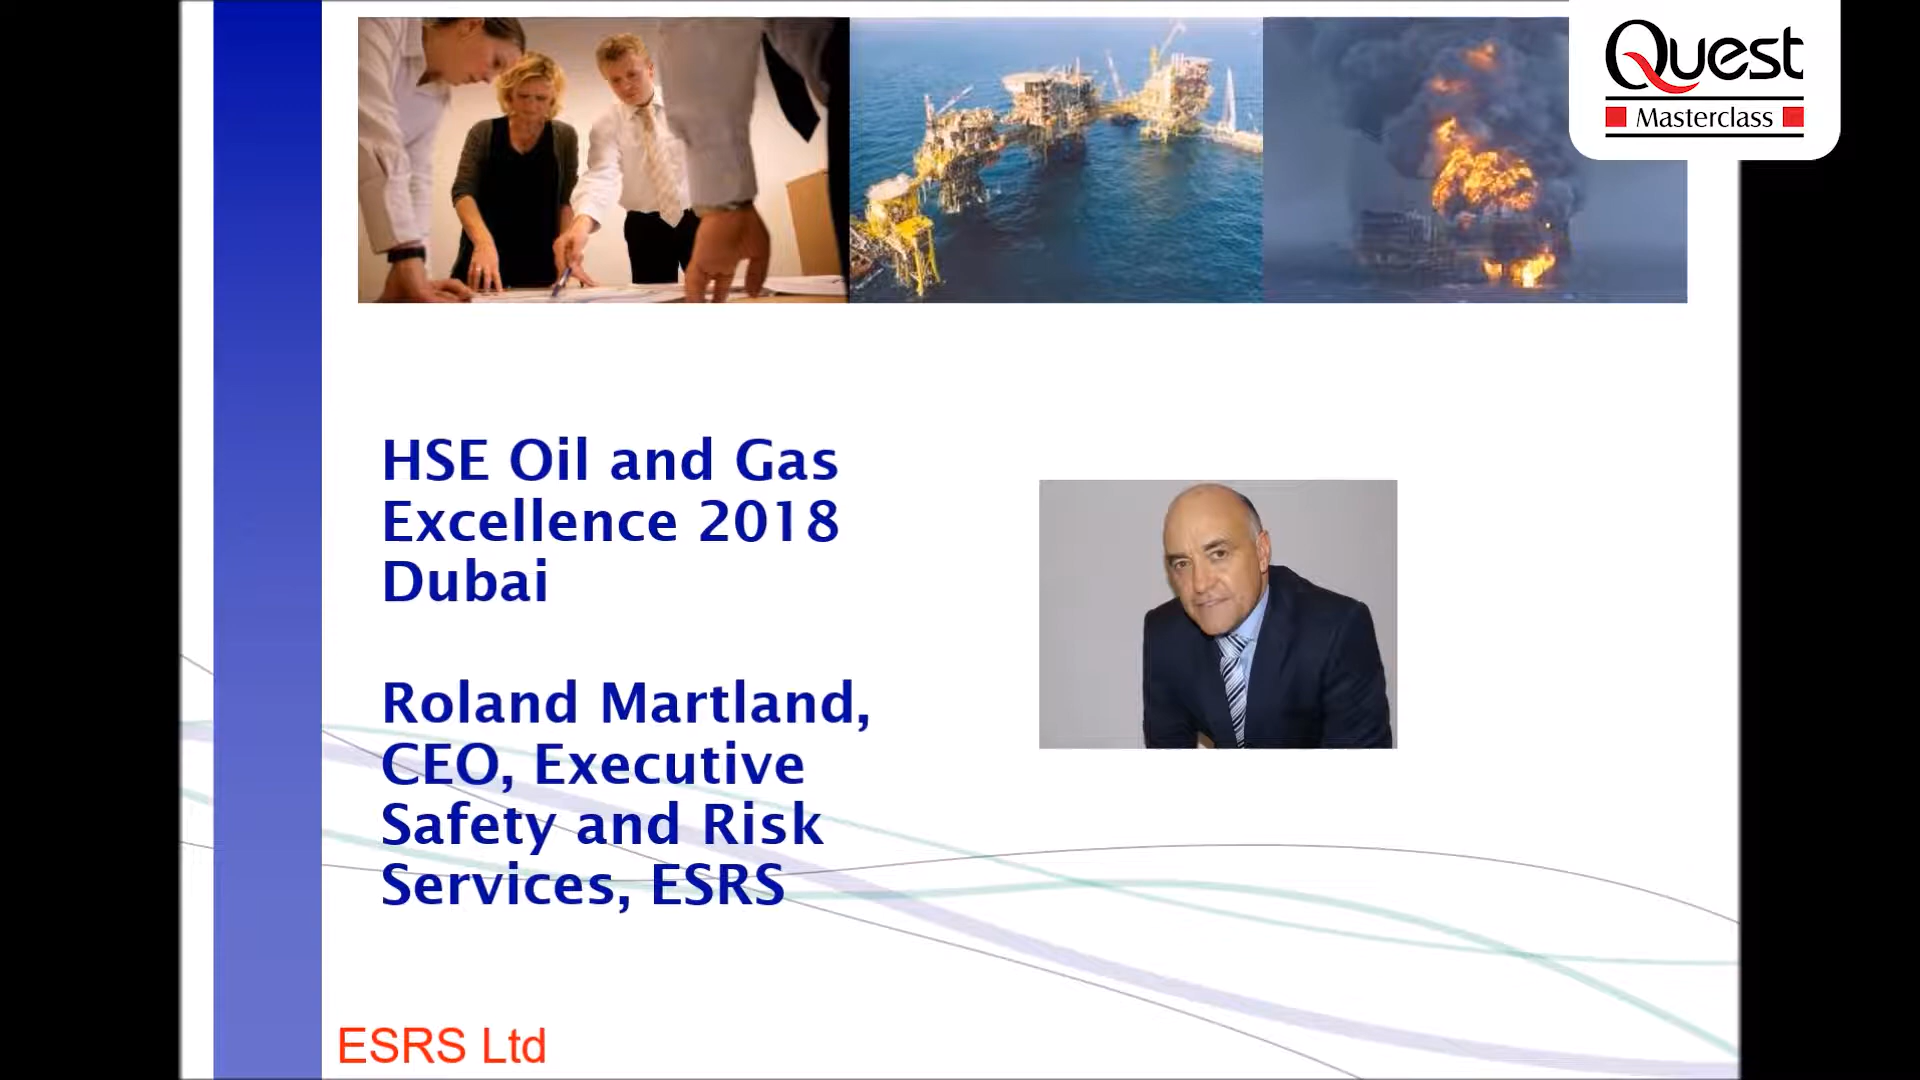 Quest
Masterclass
HSE Oil and Gas
Excellence 2018
Dubai
Roland Martland,
CEO, Executive
Safety and Risk
Services, ESRS
ESRS Ltd